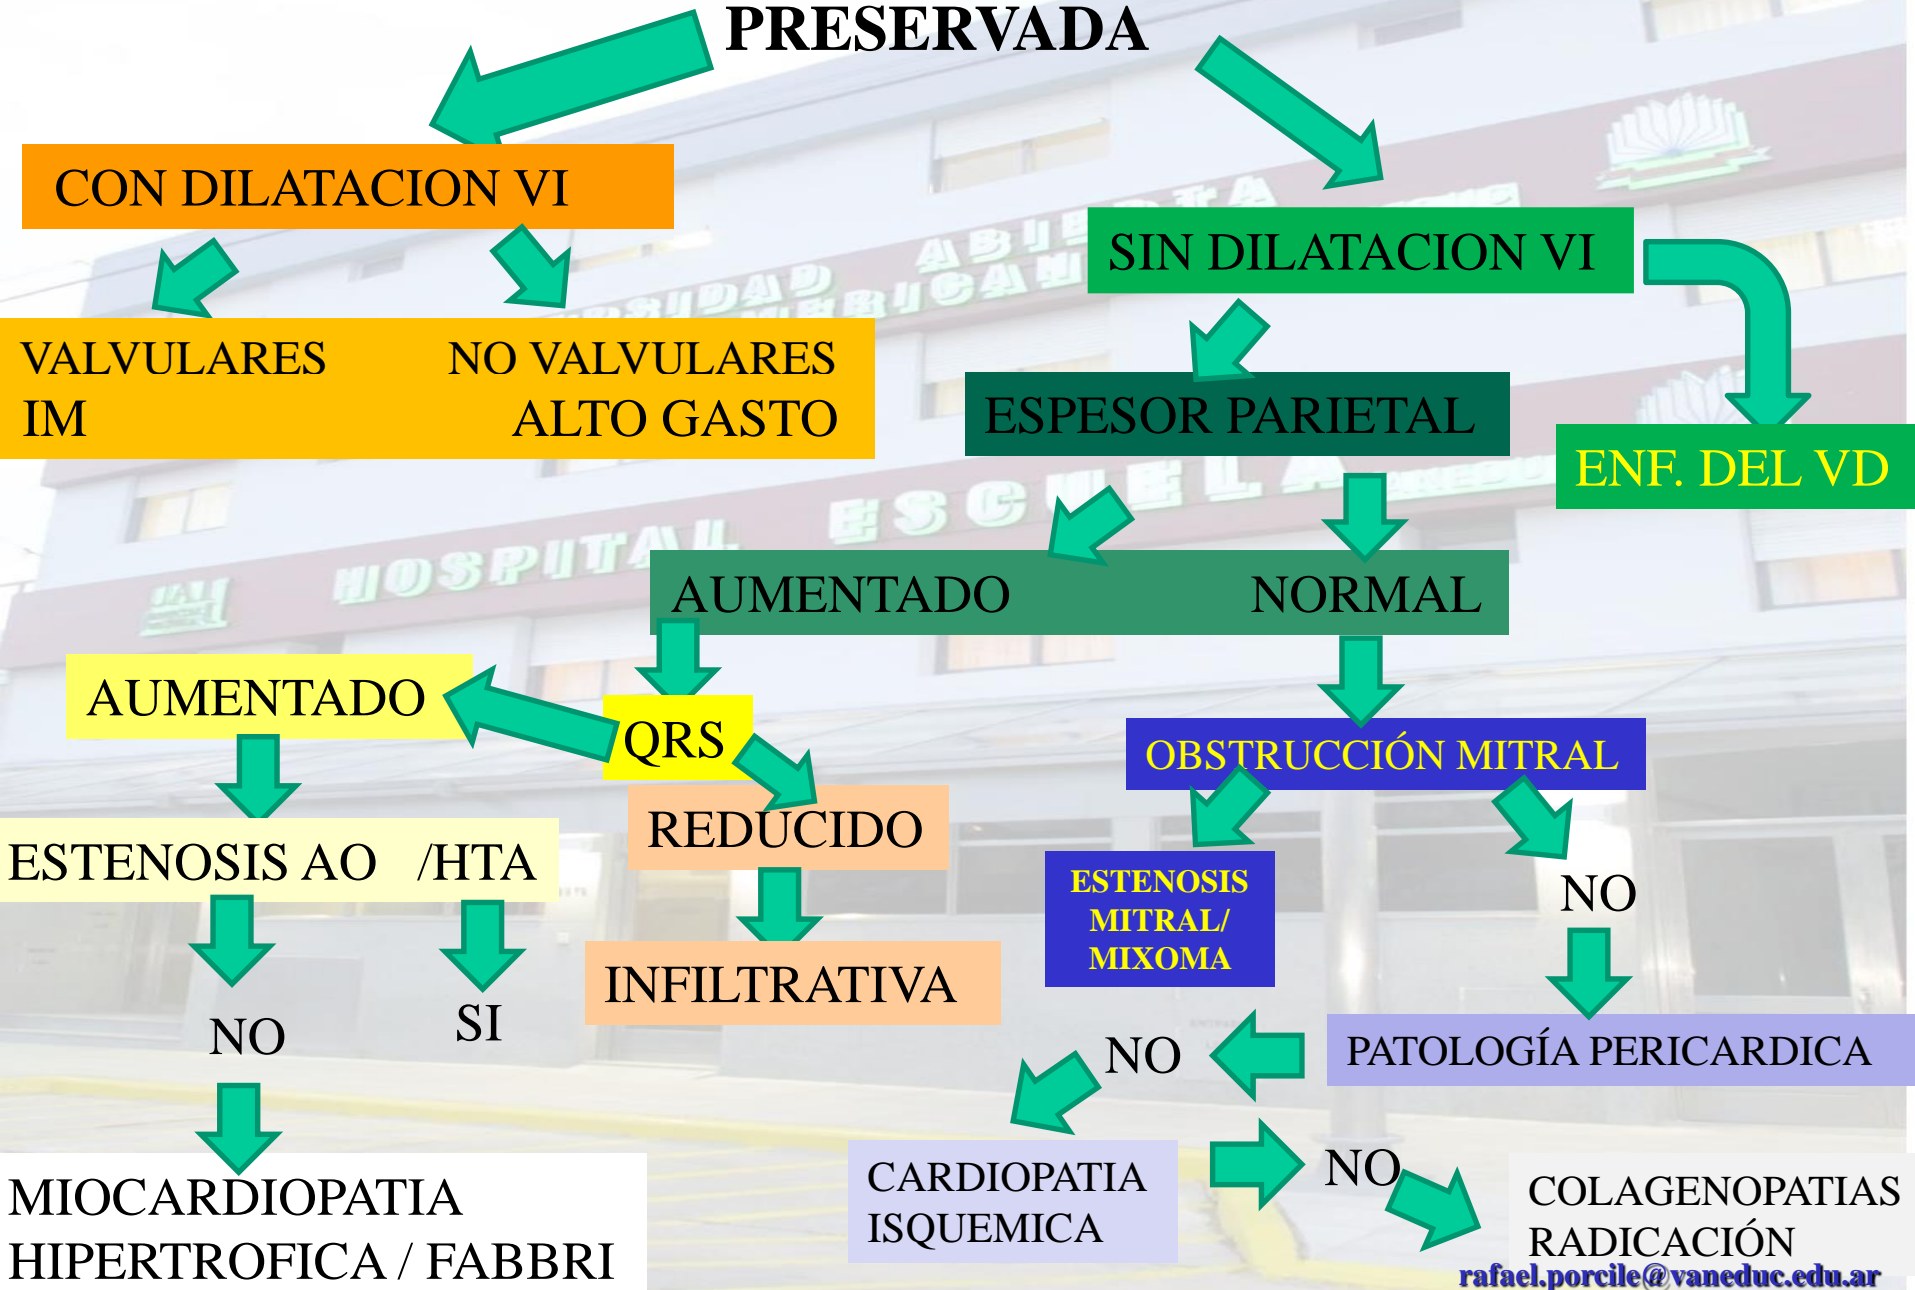 PRESERVADA
CON DILATACION VI
SIN DILATACION VI
VALVULARES NO VALVULARES
IM ALTO GASTO
ESPESOR PARIETAL
ENF. DEL VD
HOSPITAL ESCUELA
AUMENTADO NORMAL
AUMENTADO
QRS
OBSTRUCCIÓN MITRAL
REDUCIDO
ESTENOSIS AO /HTA
ESTENOSIS
MITRAL/
MIXOMA
NO
INFILTRATIVA
NO
SI
NO
PATOLOGÍA PERICARDICA
CARDIOPATIA
ISQUEMICA
NO
COLAGENOPATIAS
RADICACIÓN
MIOCARDIOPATIA
HIPERTROFICA / FABBRI
rafael.porcile@vaneduc.edu.ar